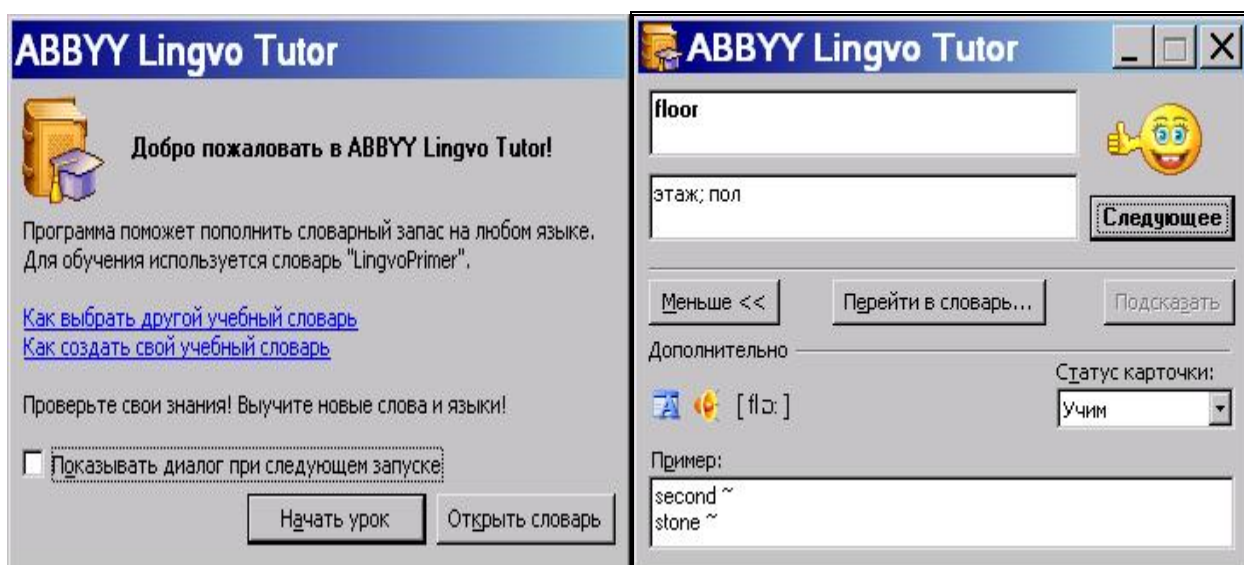 ABBYY Lingvo Tutor
Добро пожаловать в ABBYY Lingvo Tutor!
Программа поможет пополнить словарный запас на любом языке.
Для обучения используется словарь "LingvoPrimer".
Как выбрать другой учебный словарь
Как создать свой учебный словарь
Проверьте свои знания! Выучите новые слова и языки!
Показывать диалог при следующем запуске
Начать урок
Открыть словарь
ABBYY Lingvo Tutor
floor
этаж; пол
Следующее
Меньше <<
Перейти в словарь...
Подсказать
Дополнительно
Статус карточки:
[flɔ:]
Учим
Пример:
second ~
stone ~